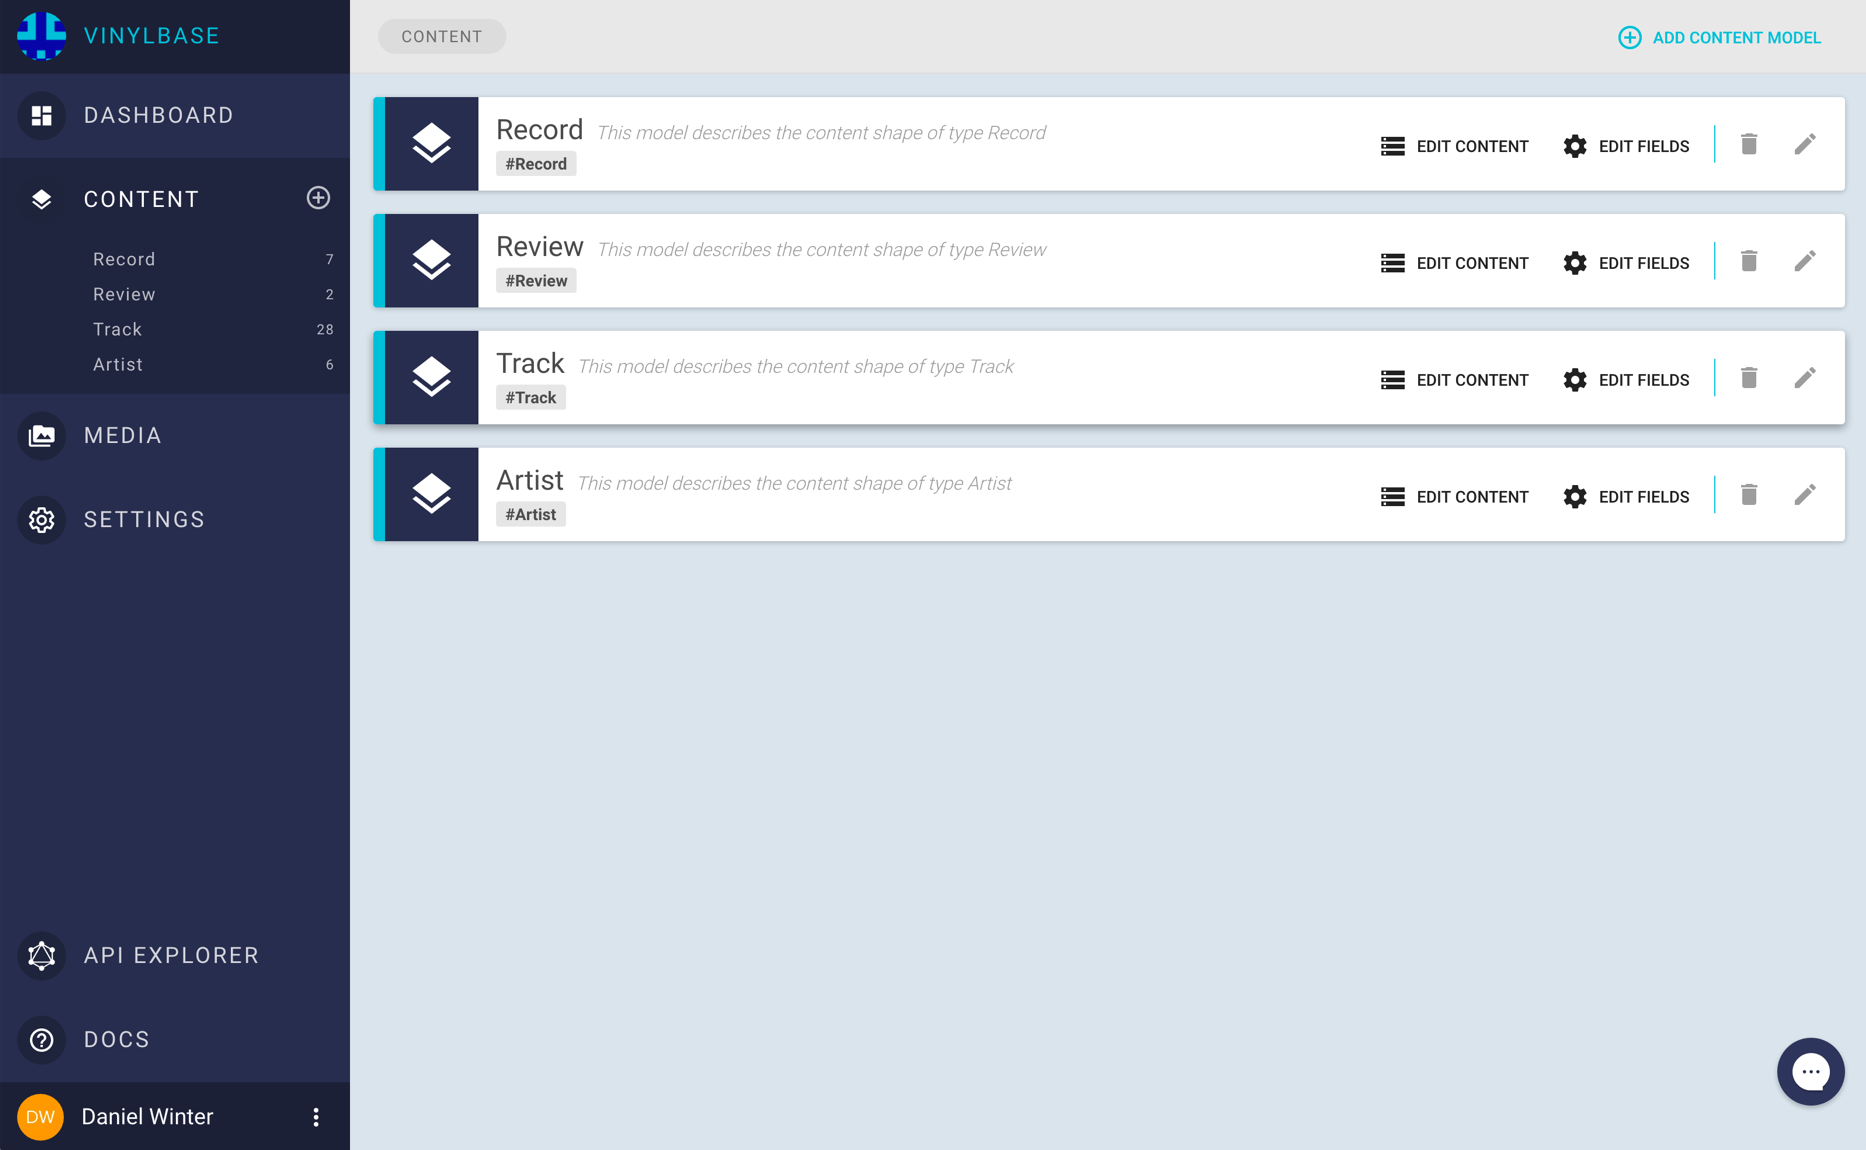 VINYLBASE
DASHBOARD
CONTENT
Record 7
Review 2
Track 28
Artist 6
MEDIA
SETTINGS
API EXPLORER
DOCS
DW Daniel Winter
CONTENT
ADD CONTENT MODEL
Record This model describes the content shape of type Record
#Record
EDIT CONTENT EDIT FIELDS
Review This model describes the content shape of type Review
#Review
EDIT CONTENT EDIT FIELDS
Track This model describes the content shape of type Track
#Track
EDIT CONTENT EDIT FIELDS
Artist This model describes the content shape of type Artist
#Artist
EDIT CONTENT EDIT FIELDS